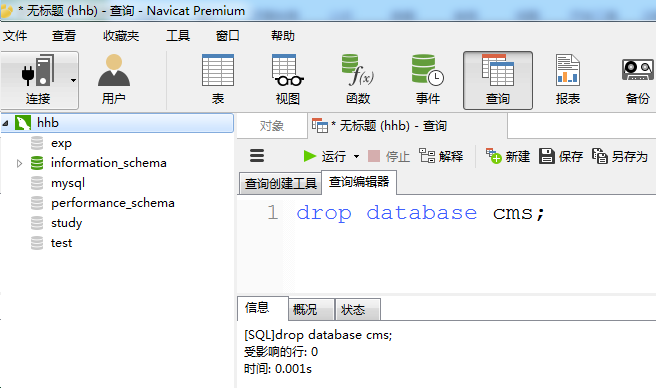 * 无标题 (hhb) - 查询 - Navicat Premium
文件 查看 收藏夹 工具 窗口 帮助
连接 用户 表 视图 f(x) 函数 事件 查询 报表 备份
hhb
exp
information_schema
mysql
performance_schema
study
test
对象 * 无标题 (hhb) - 查询
运行 停止 解释 新建 保存 另存为
查询创建工具 查询编辑器
1 drop database cms;
信息 概况 状态
[SQL]drop database cms;
受影响的行: 0
时间: 0.001s